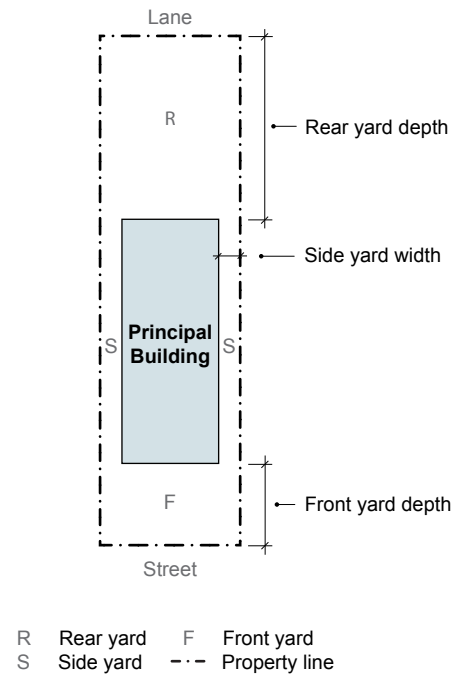 Lane
R
Rear yard depth
Side yard width
Principal
Building
S
S
F
Front yard depth
Street
R Rear yard F Front yard
S Side yard Property line